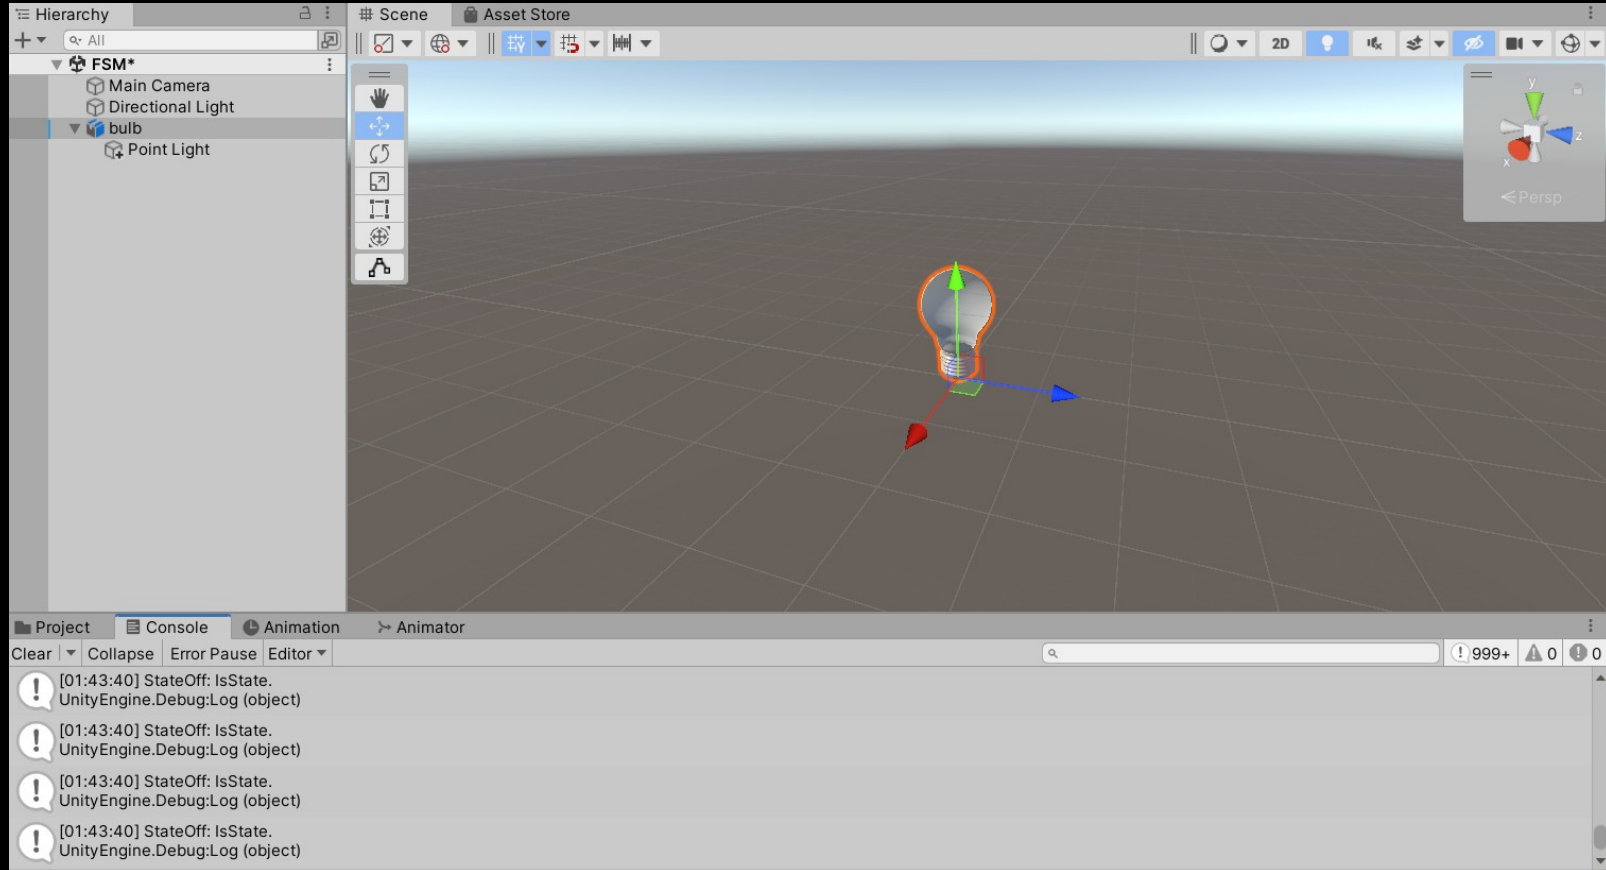 Hierarchy
All
FSM*
Main Camera
Directional Light
bulb
Point Light
Scene
Asset Store
2D
y
z
x
Persp
Project
Console
Animation
Animator
Clear
Collapse
Error Pause
Editor
999+
0
0
[01:43:40] StateOff: IsState.
UnityEngine.Debug:Log (object)
[01:43:40] StateOff: IsState.
UnityEngine.Debug:Log (object)
[01:43:40] StateOff: IsState.
UnityEngine.Debug:Log (object)
[01:43:40] StateOff: IsState.
UnityEngine.Debug:Log (object)